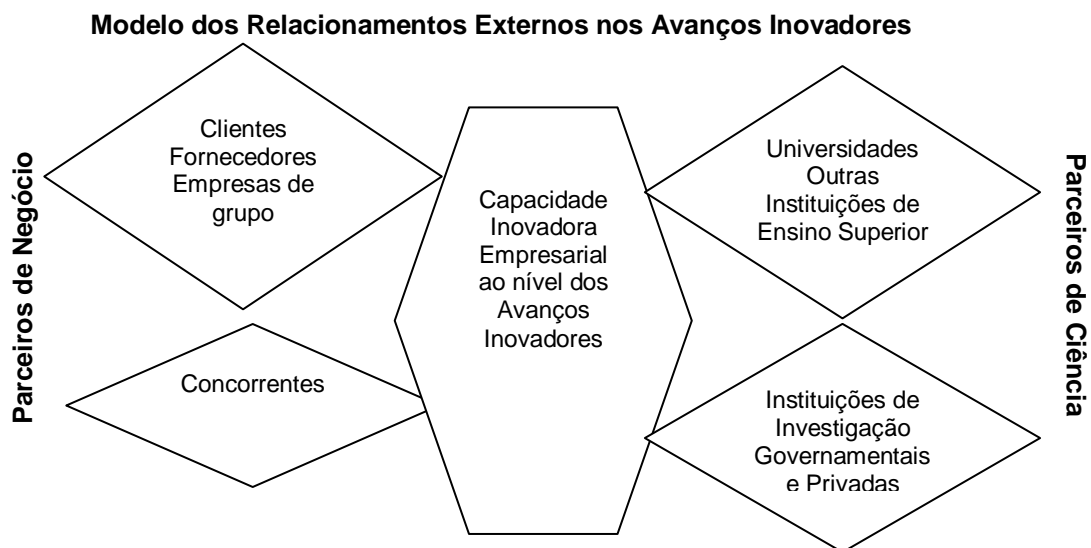 Modelo dos Relacionamentos Externos nos Avanços Inovadores
Parceiros de Negócio
Clientes
Fornecedores
Empresas de
grupo
Concorrentes
Capacidade
Inovadora
Empresarial
ao nível dos
Avanços
Inovadores
Universidades
Outras
Instituições de
Ensino Superior
Instituições de
Investigação
Governamentais
e Privadas
Parceiros de Ciência